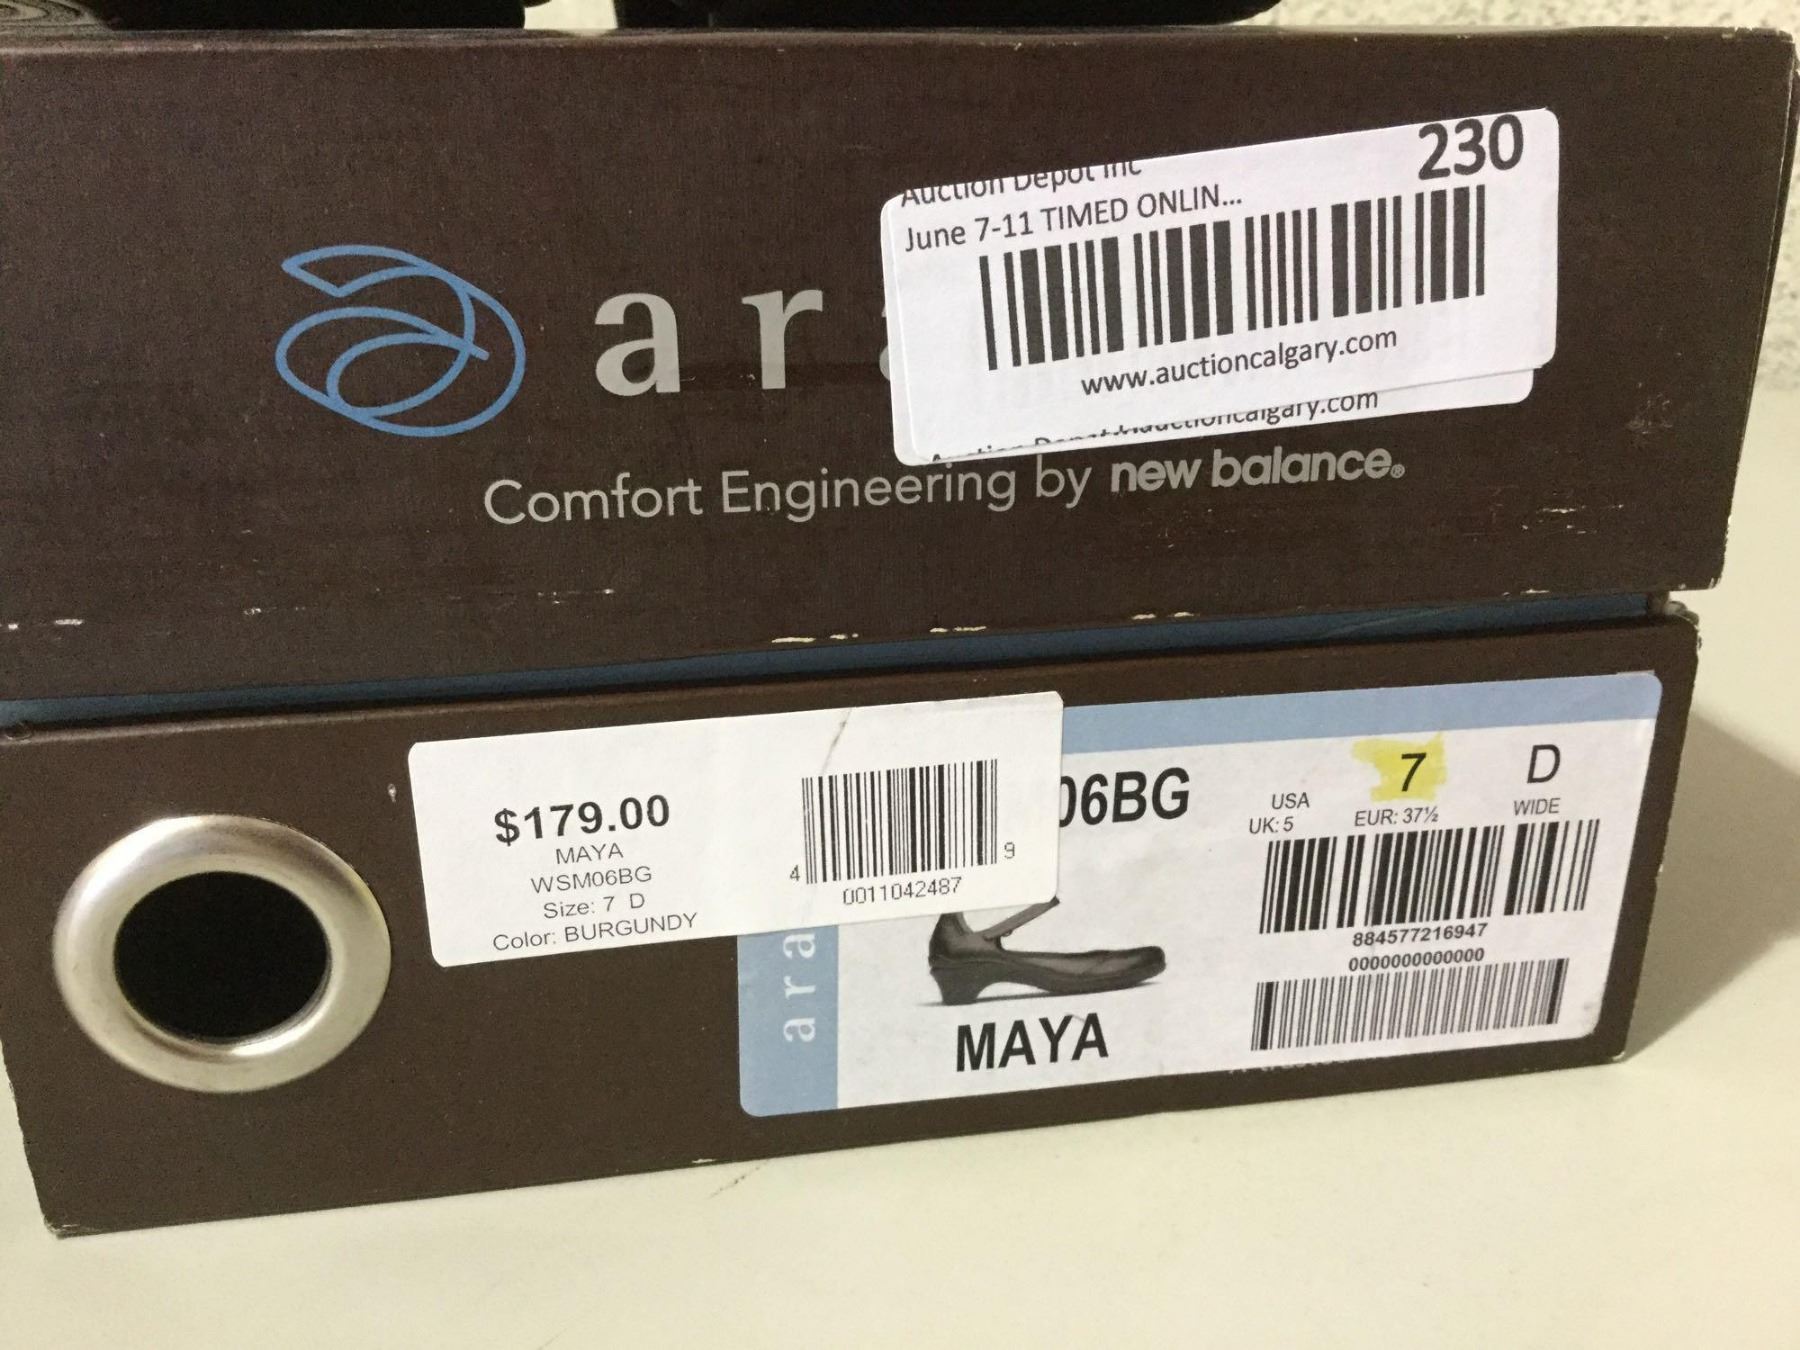 Auction Depot Inc
230
June 7-11 TIMED ONLIN...
www.auctioncalgary.com
ara
Comfort Engineering by new balance®
$179.00
MAYA
WSM06BG
Size: 7 D
Color: BURGUNDY
4 9
0011042487
06BG
7 D
USA
UK: 5 EUR: 37½ WIDE
884577216947
0000000000000
ara
MAYA